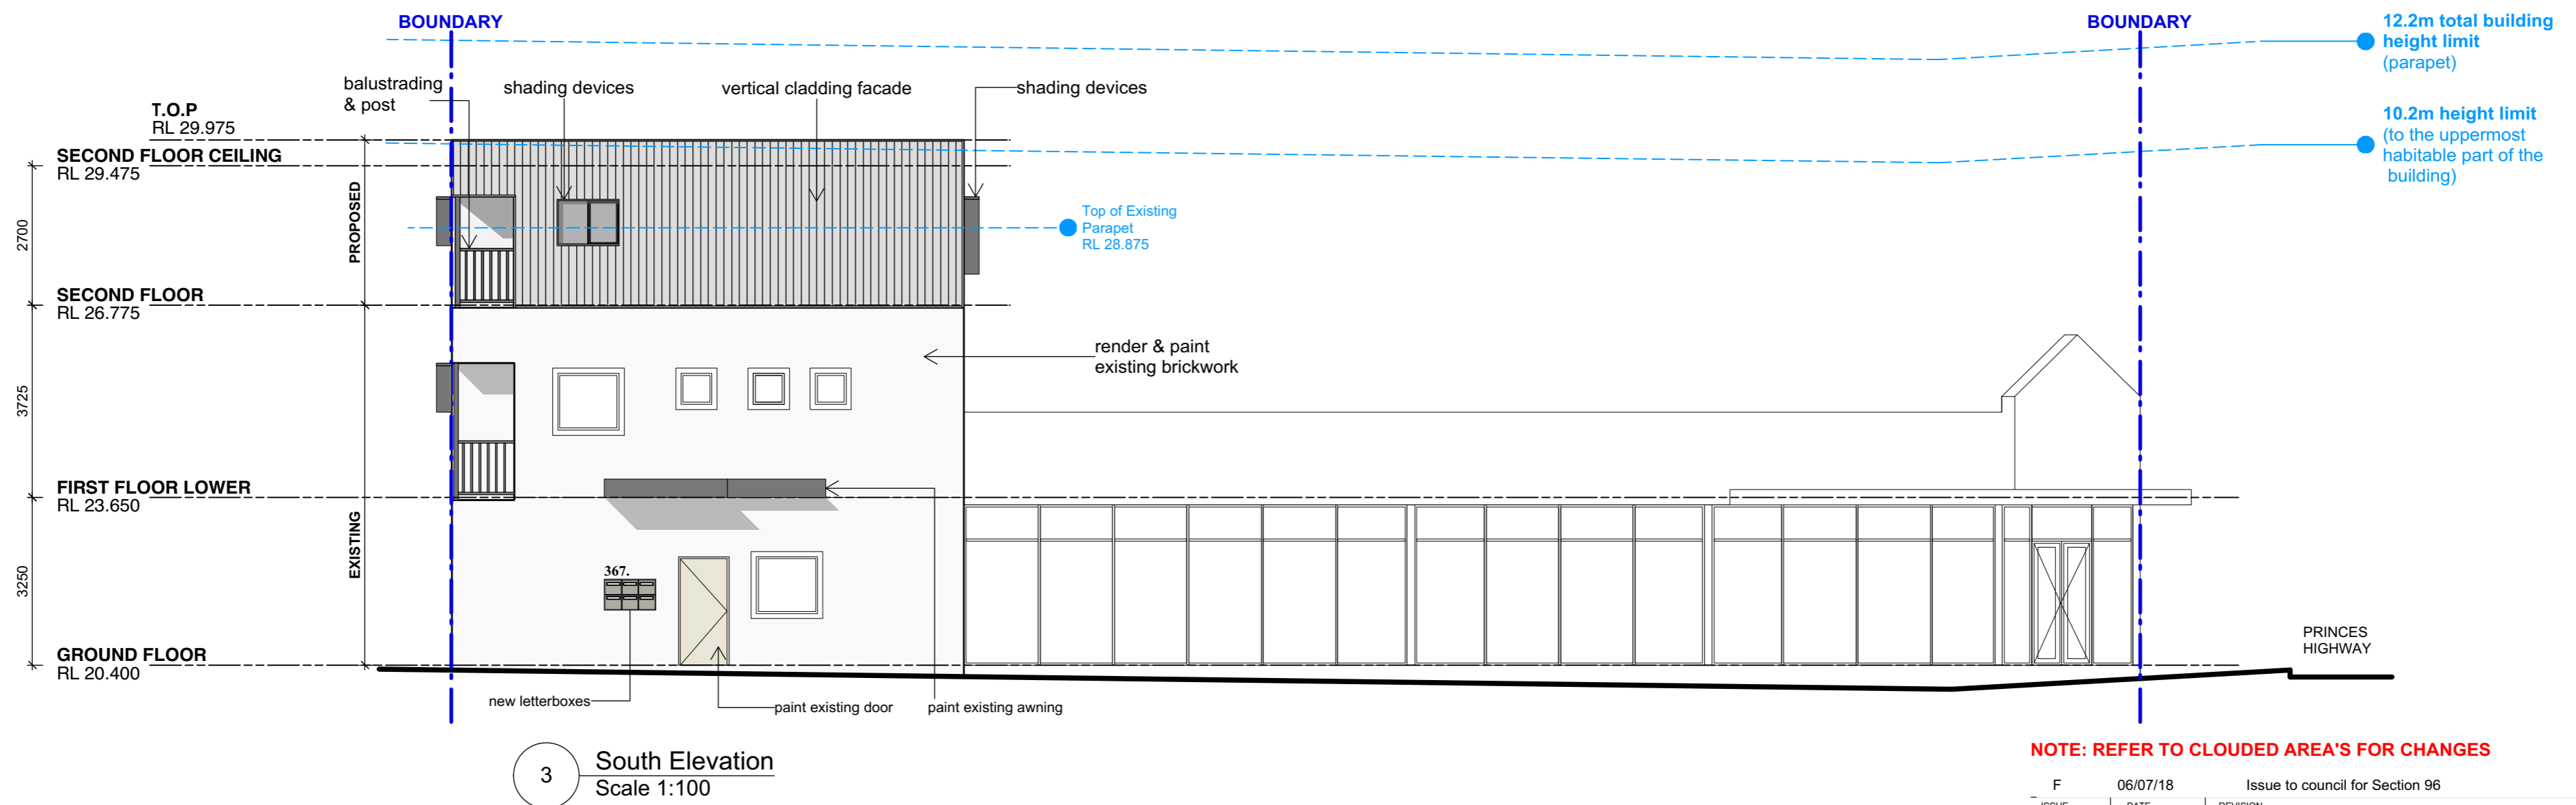 BOUNDARY
BOUNDARY
12.2m total building
height limit
(parapet)
balustrading
& post
shading devices
vertical cladding facade
shading devices
T.O.P
RL 29.975
10.2m height limit
(to the uppermost
habitable part of the
building)
SECOND FLOOR CEILING
RL 29.475
2700
PROPOSED
Top of Existing
Parapet
RL 28.875
SECOND FLOOR
RL 26.775
render & paint
existing brickwork
3725
FIRST FLOOR LOWER
RL 23.650
EXISTING
3250
367.
PRINCES
HIGHWAY
GROUND FLOOR
RL 20.400
new letterboxes
paint existing door
paint existing awning
3
South Elevation
Scale 1:100
NOTE: REFER TO CLOUDED AREA'S FOR CHANGES
F 06/07/18 Issue to council for Section 96
ISSUE DATE REVISION